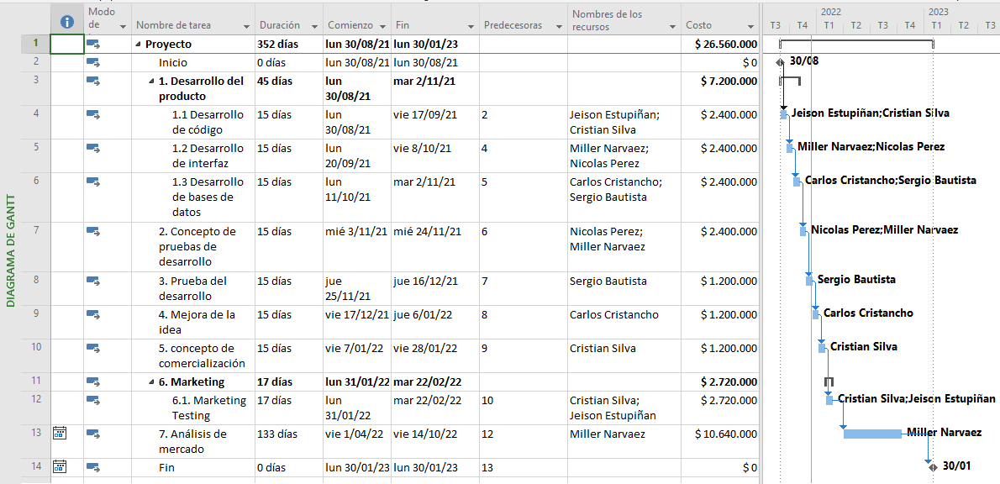 DIAGRAMA DE GANTT
Modo de
Nombre de tarea
Duración
Comienzo
Fin
Predecesoras
Nombres de los recursos
Costo
2022
2023
T3 T4 T1 T2 T3 T4 T1 T2 T3
1 Proyecto 352 días lun 30/08/21 lun 30/01/23 $ 26.560.000
2 Inicio 0 días lun 30/08/21 lun 30/08/21 $ 0 30/08
3 1. Desarrollo del producto 45 días lun 30/08/21 mar 2/11/21 $ 7.200.000
4 1.1 Desarrollo de código 15 días lun 30/08/21 vie 17/09/21 2 Jeison Estupiñan; Cristian Silva $ 2.400.000 Jeison Estupiñan;Cristian Silva
5 1.2 Desarrollo de interfaz 15 días lun 20/09/21 vie 8/10/21 4 Miller Narvaez; Nicolas Perez $ 2.400.000 Miller Narvaez;Nicolas Perez
6 1.3 Desarrollo de bases de datos 15 días lun 11/10/21 mar 2/11/21 5 Carlos Cristancho; Sergio Bautista $ 2.400.000 Carlos Cristancho;Sergio Bautista
7 2. Concepto de pruebas de desarrollo 15 días mié 3/11/21 mié 24/11/21 6 Nicolas Perez; Miller Narvaez $ 2.400.000 Nicolas Perez;Miller Narvaez
8 3. Prueba del desarrollo 15 días jue 25/11/21 jue 16/12/21 7 Sergio Bautista $ 1.200.000 Sergio Bautista
9 4. Mejora de la idea 15 días vie 17/12/21 jue 6/01/22 8 Carlos Cristancho $ 1.200.000 Carlos Cristancho
10 5. concepto de comercialización 15 días vie 7/01/22 vie 28/01/22 9 Cristian Silva $ 1.200.000 Cristian Silva
11 6. Marketing 17 días lun 31/01/22 mar 22/02/22 $ 2.720.000
12 6.1. Marketing Testing 17 días lun 31/01/22 mar 22/02/22 10 Cristian Silva; Jeison Estupiñan $ 2.720.000 Cristian Silva;Jeison Estupiñan
13 7. Análisis de mercado 133 días vie 1/04/22 vie 14/10/22 12 Miller Narvaez $ 10.640.000 Miller Narvaez
14 Fin 0 días lun 30/01/23 lun 30/01/23 13 $ 0 30/01